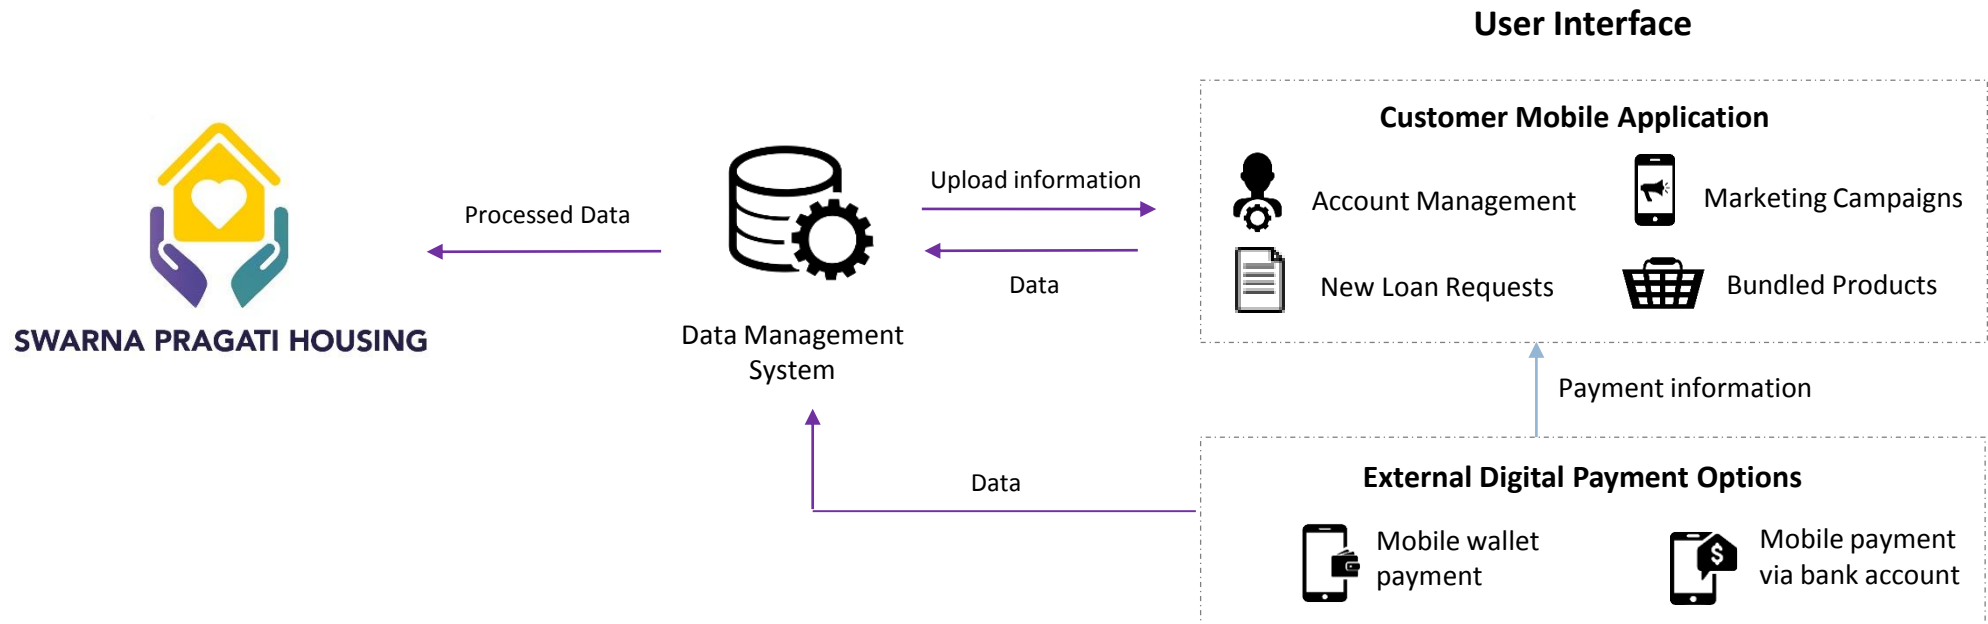 User Interface
Customer Mobile Application
Account Management
Marketing Campaigns
New Loan Requests
Bundled Products
Upload information
Processed Data
Data
SWARNA PRAGATI HOUSING
Data Management
System
Payment information
Data
External Digital Payment Options
Mobile wallet
payment
Mobile payment
via bank account
$